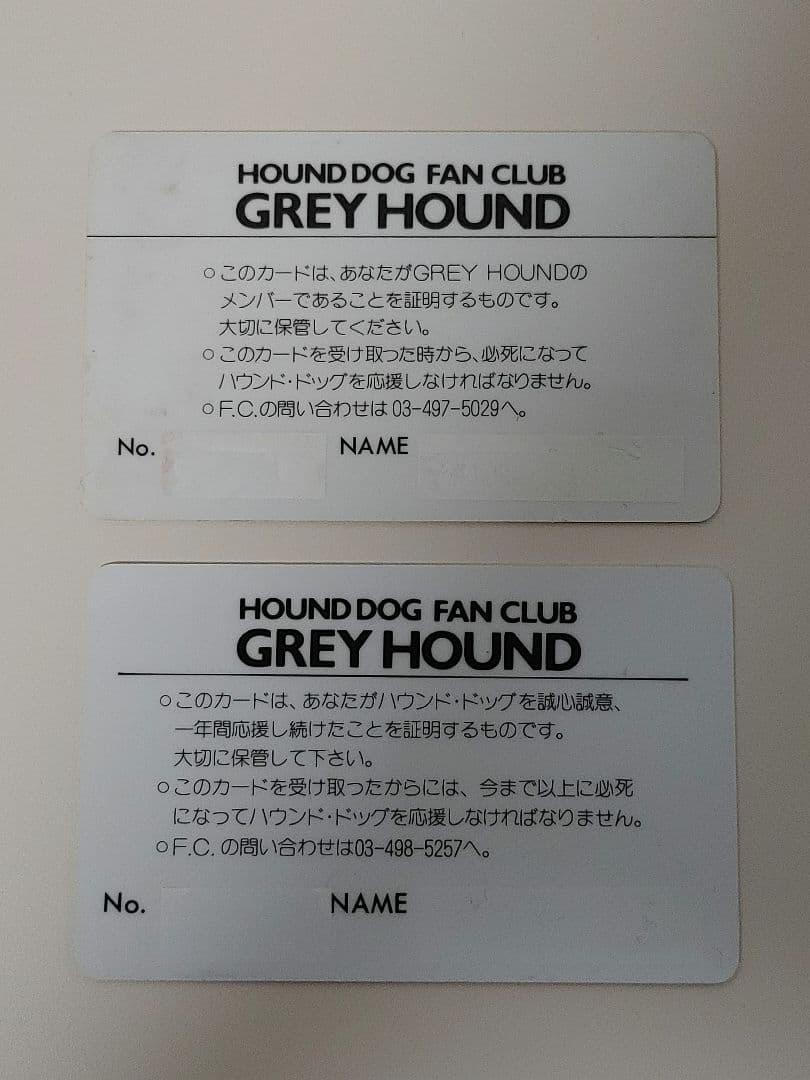 HOUND DOG FAN CLUB
GREY HOUND
○このカードは、あなたがGREY HOUNDの
メンバーであることを証明するものです。
大切に保管してください。
○このカードを受け取った時から、必死になって
ハウンド・ドッグを応援しなければなりません。
○F.C.の問い合わせは 03-497-5029へ。
No. NAME
HOUND DOG FAN CLUB
GREY HOUND
○このカードは、あなたがハウンド・ドッグを誠心誠意、
一年間応援し続けたことを証明するものです。
大切に保管して下さい。
○このカードを受け取ったからには、今まで以上に必死
になってハウンド・ドッグを応援しなければなりません。
○F.C.の問い合わせは03-498-5257へ。
No. NAME